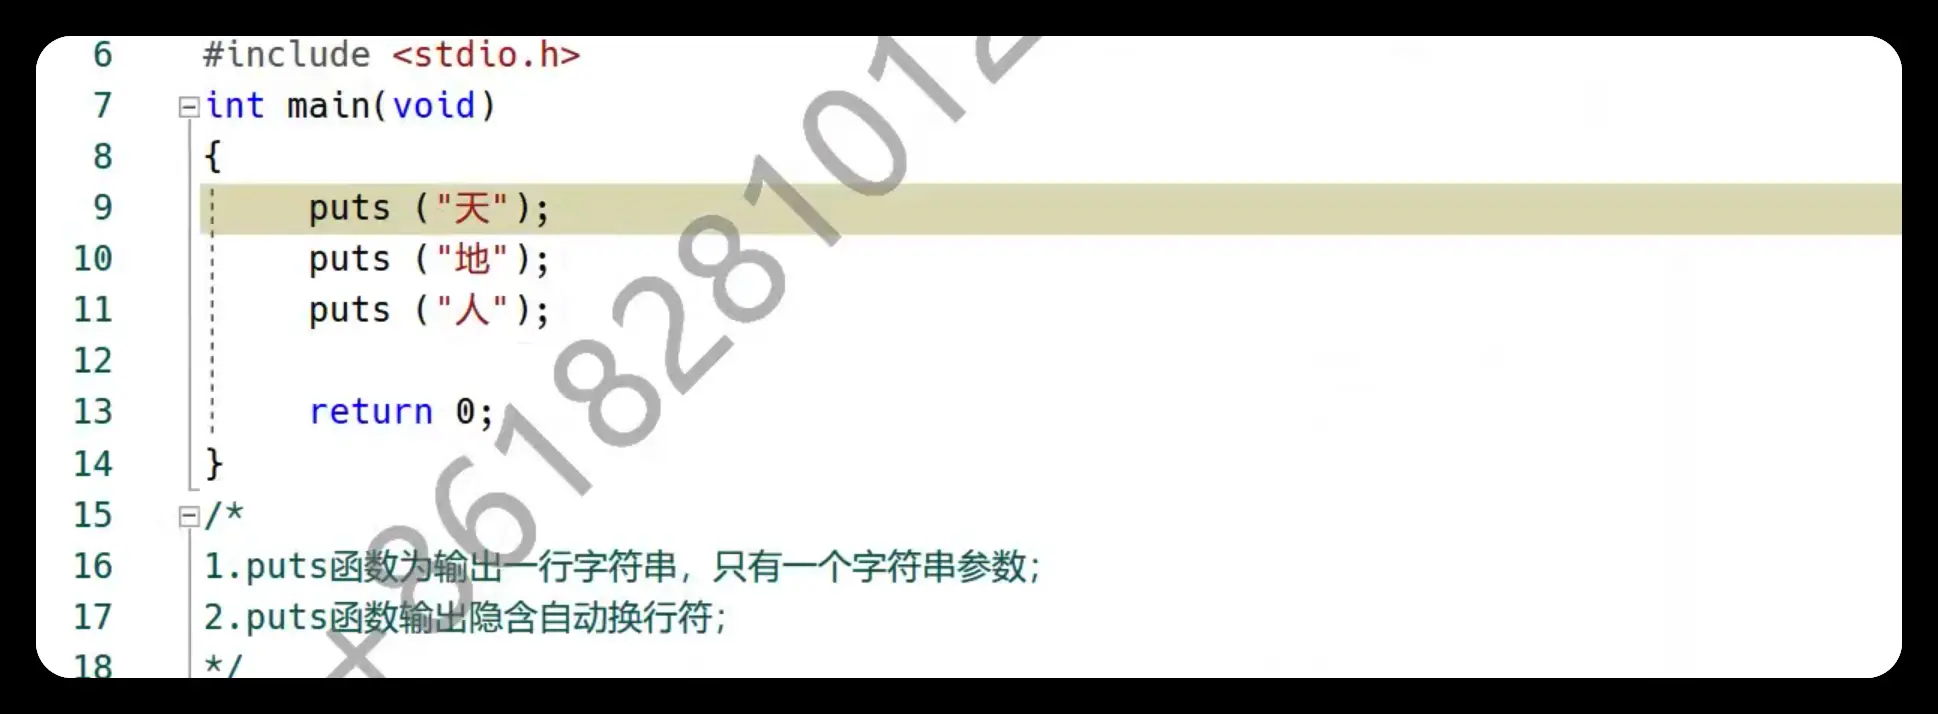 6 #include <stdio.h>
7 int main(void)
8 {
9 puts ("天");
10 puts ("地");
11 puts ("人");
12
13 return 0;
14 }
15 /*
16 1.puts函数为输出一行字符串，只有一个字符串参数；
17 2.puts函数输出隐含自动换行符；
18 */
+8618281012